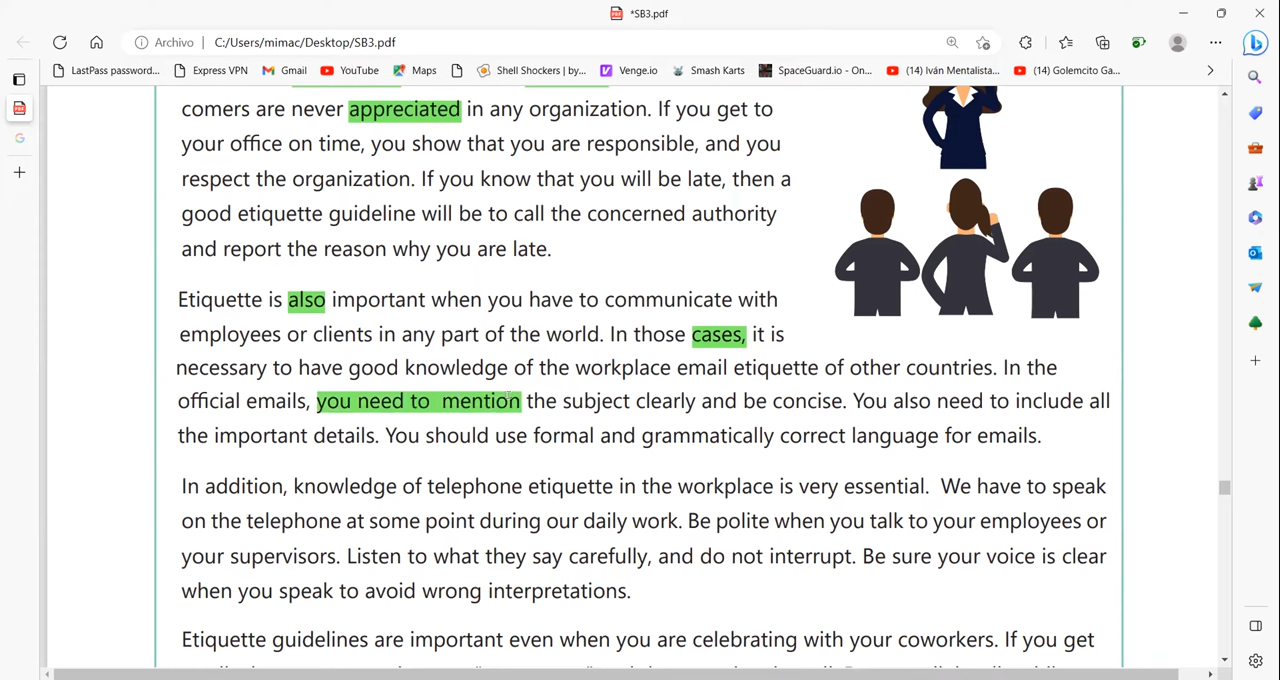 *SB3.pdf
Archivo | C:/Users/mimac/Desktop/SB3.pdf
LastPass password... Express VPN Gmail YouTube Maps Shell Shockers | by... Venge.io Smash Karts SpaceGuard.io - On... (14) Iván Mentalista... (14) Golemcito Ga...
comers are never appreciated in any organization. If you get to
your office on time, you show that you are responsible, and you
respect the organization. If you know that you will be late, then a
good etiquette guideline will be to call the concerned authority
and report the reason why you are late.
Etiquette is also important when you have to communicate with
employees or clients in any part of the world. In those cases, it is
necessary to have good knowledge of the workplace email etiquette of other countries. In the
official emails, you need to mention the subject clearly and be concise. You also need to include all
the important details. You should use formal and grammatically correct language for emails.
In addition, knowledge of telephone etiquette in the workplace is very essential. We have to speak
on the telephone at some point during our daily work. Be polite when you talk to your employees or
your supervisors. Listen to what they say carefully, and do not interrupt. Be sure your voice is clear
when you speak to avoid wrong interpretations.
Etiquette guidelines are important even when you are celebrating with your coworkers. If you get